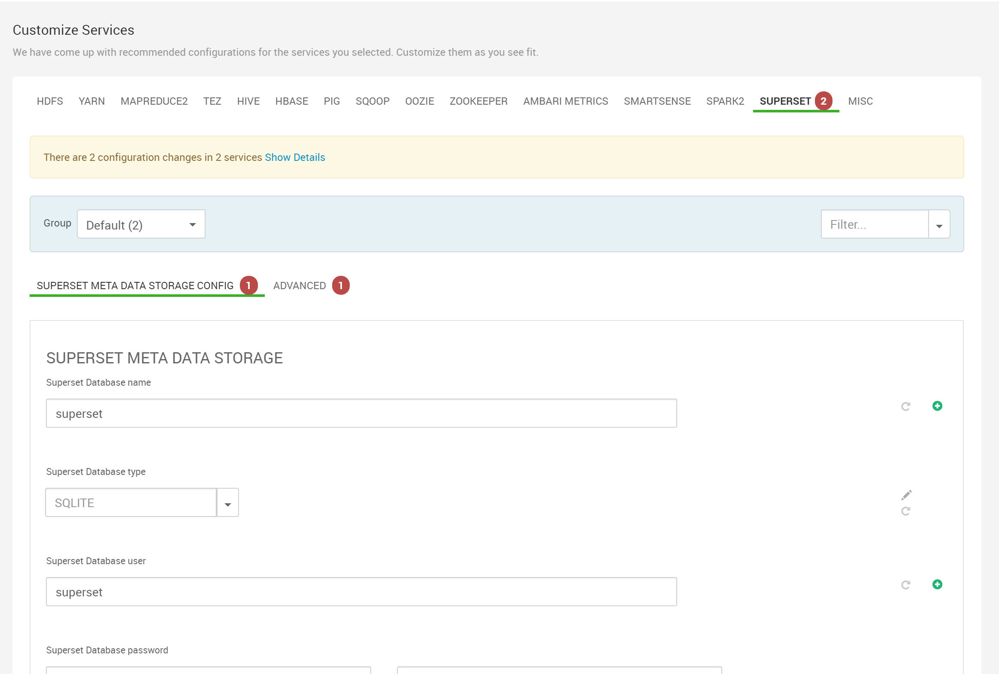 Customize Services
We have come up with recommended configurations for the services you selected. Customize them as you see fit.
HDFS YARN MAPREDUCE2 TEZ HIVE HBASE PIG SQOOP OOZIE ZOOKEEPER AMBARI METRICS SMARTSENSE SPARK2 SUPERSET 2 MISC
There are 2 configuration changes in 2 services Show Details
Group Default (2) Filter...
SUPERSET META DATA STORAGE CONFIG 1 ADVANCED 1
SUPERSET META DATA STORAGE
Superset Database name
superset
Superset Database type
SQLITE
Superset Database user
superset
Superset Database password